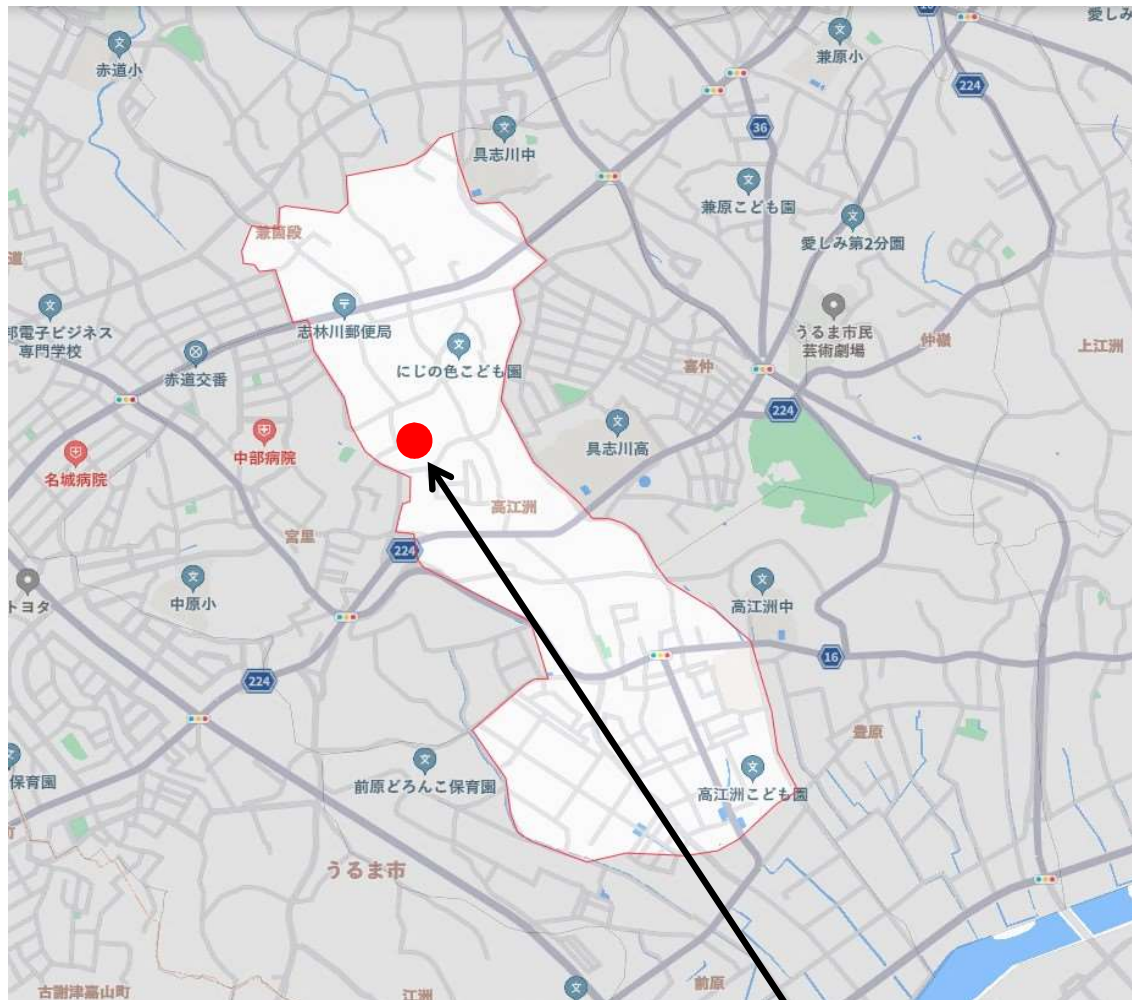 愛しみ
赤道小
兼原小
224
36
具志川中
兼原こども園
愛しみ第2分園
兼箇段
道
志林川郵便局
邦電子ビジネス
専門学校
赤道交番
にじの色こども園
うるま市民
芸術劇場
仲嶺
上江洲
喜仲
224
中部病院
名城病院
具志川高
高江洲
宮里
224
トヨタ
中原小
高江洲中
16
224
豊原
保育園
前原どろんこ保育園
高江洲こども園
うるま市
古謝津嘉山町
江洲
前原